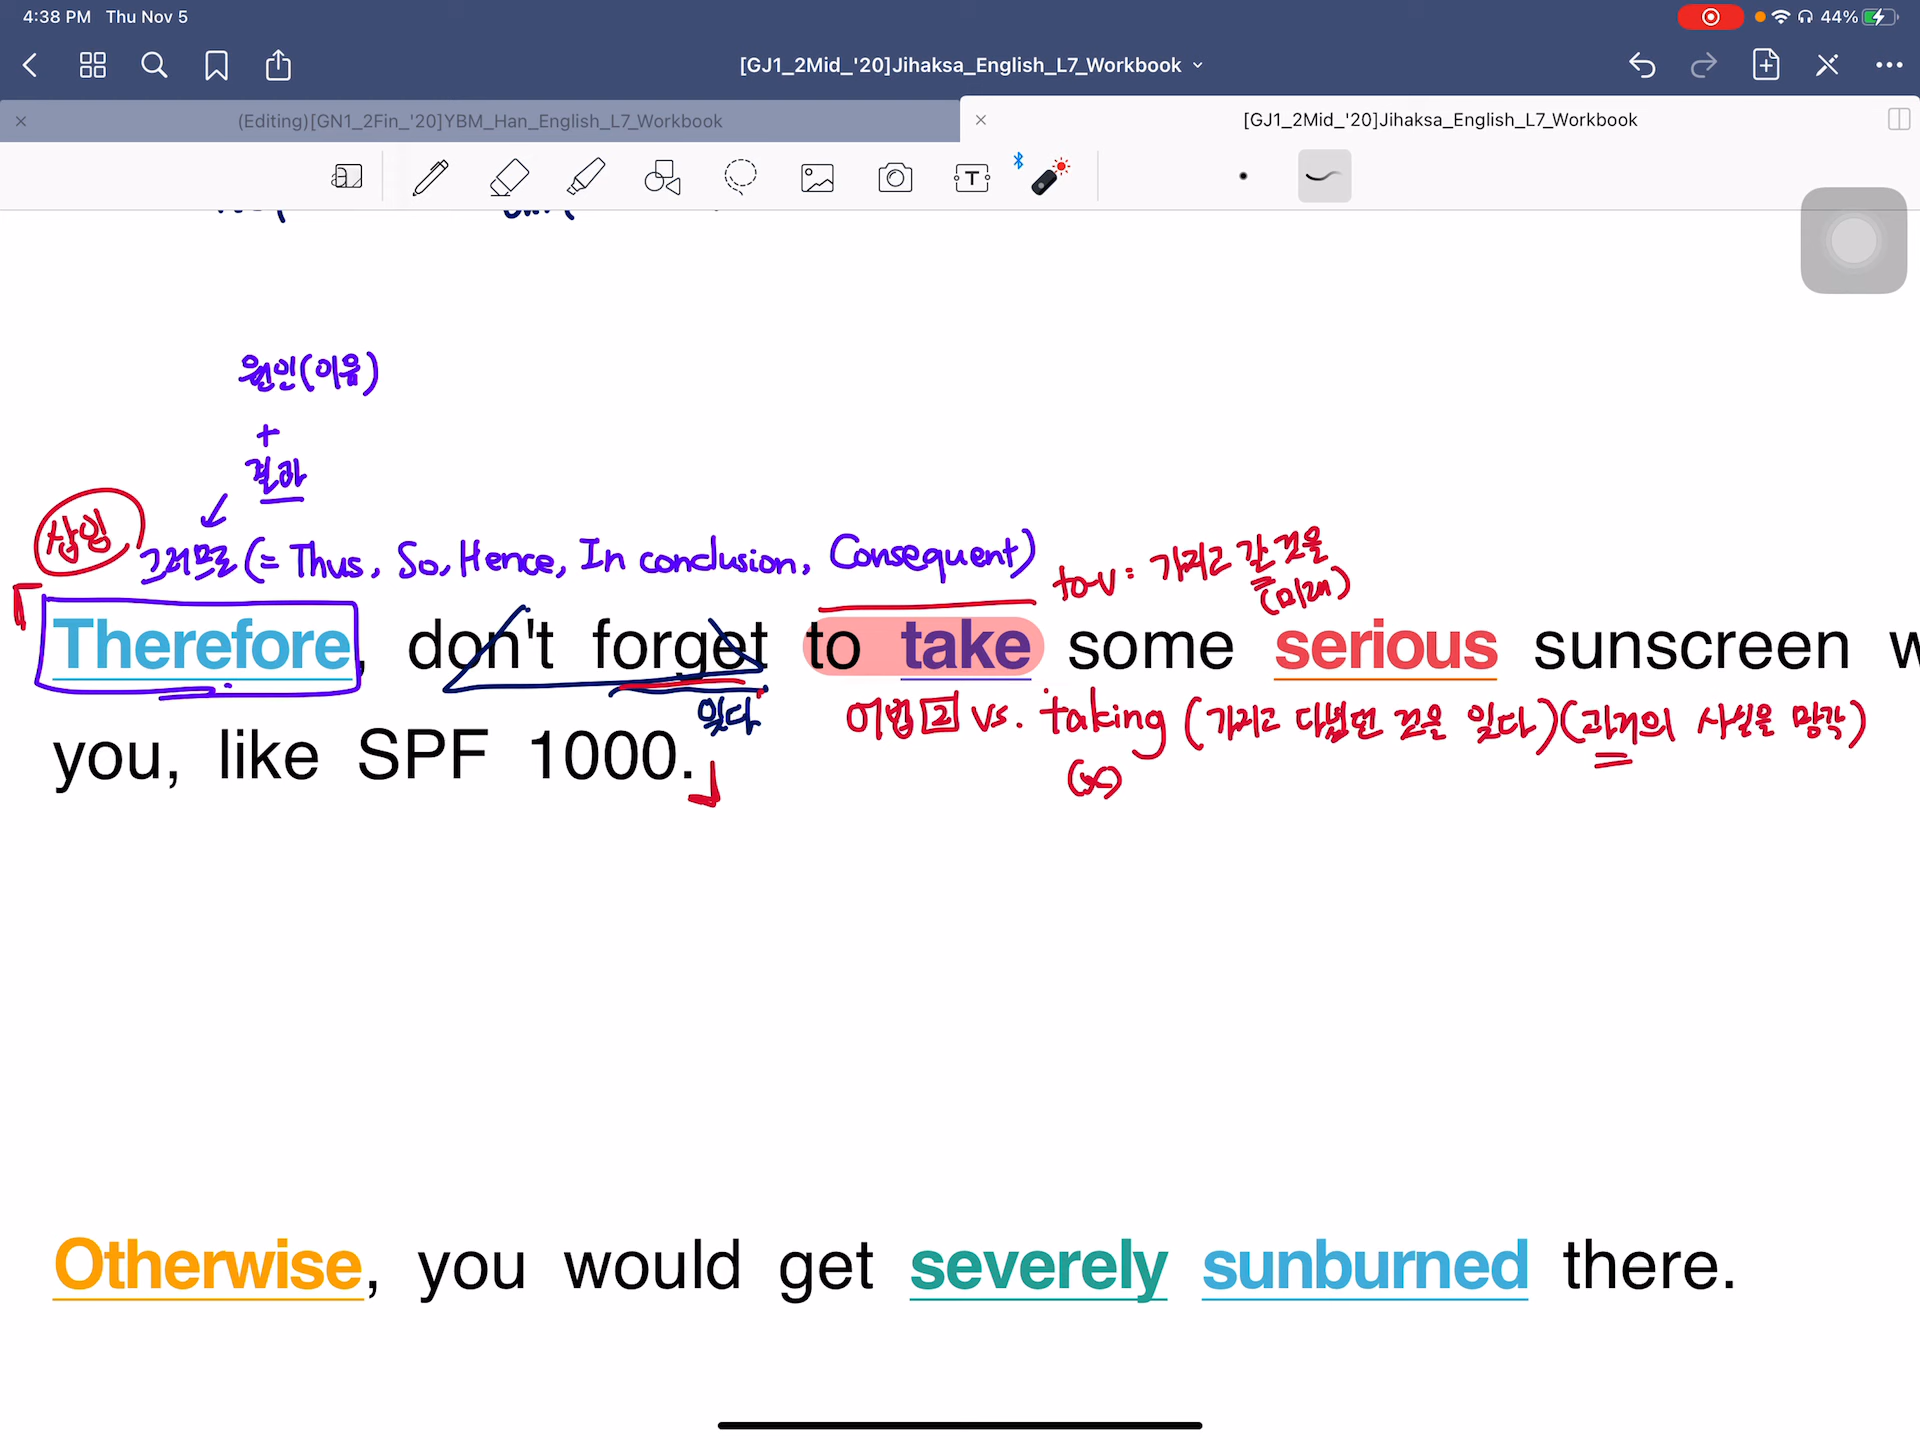 4:38 PM Thu Nov 5
44%
[GJ1_2Mid_'20]Jihaksa_English_L7_Workbook
(Editing)[GN1_2Fin_'20]YBM_Han_English_L7_Workbook
[GJ1_2Mid_'20]Jihaksa_English_L7_Workbook
원인(이유)
+
결과
삽입
그러므로 (= Thus, So, Hence, In conclusion, Consequent)
to-v = 가지고 갈 것을
(미래)
Therefore, don't forget to take some serious sunscreen w
잊다
어법 2 vs. taking (가지고 다녔던 것을 잊다)(과거의 사실을 망각)
(x)
you, like SPF 1000.
Otherwise, you would get severely sunburned there.